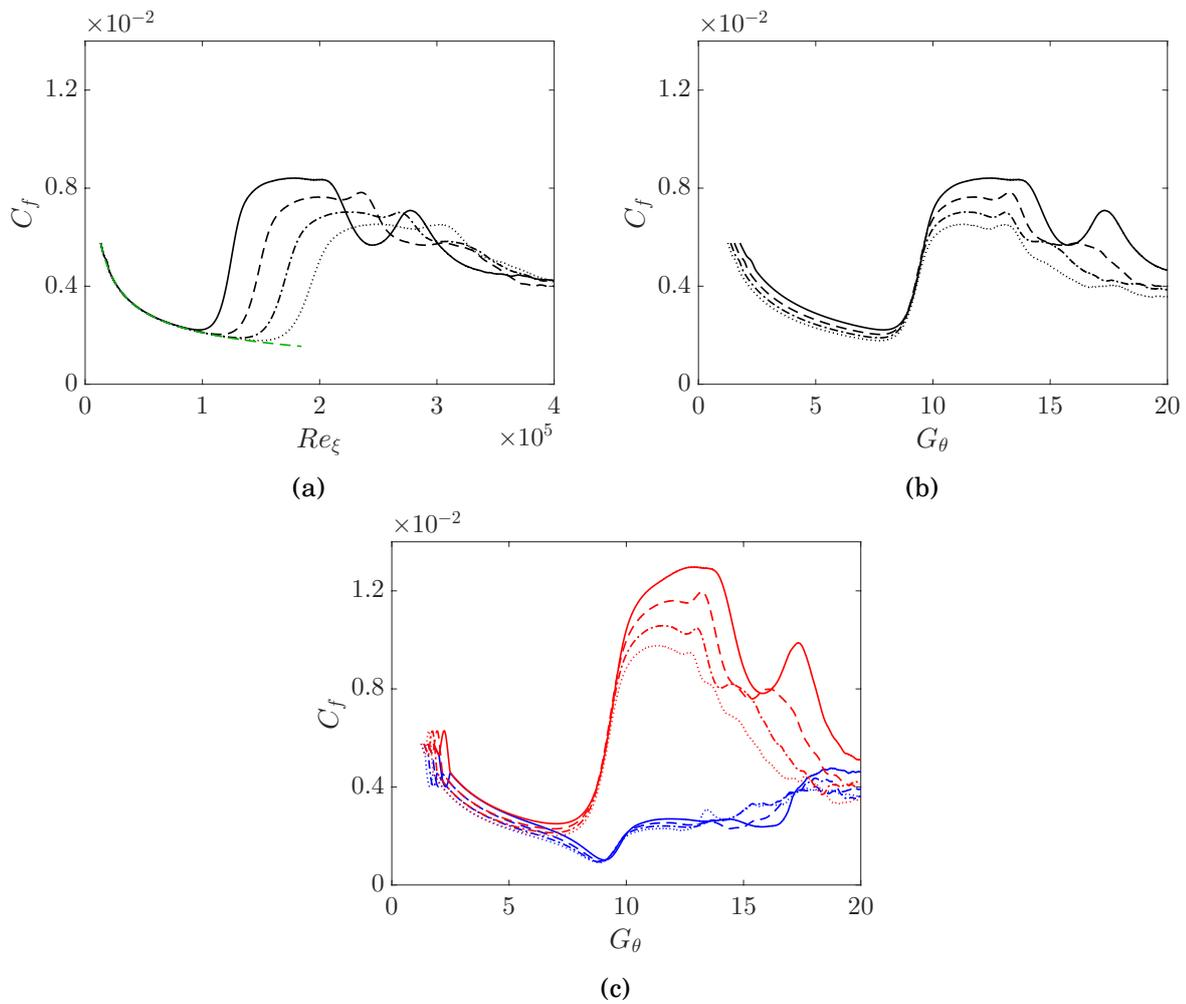 ×10⁻² ×10⁻²
1.2 1.2
0.8 0.8
C_f C_f
0.4 0.4
0 0
0 1 2 3 4 0 5 10 15 20
Re_ξ ×10⁵ G_θ
(a) (b)
×10⁻²
1.2
0.8
C_f
0.4
0
0 5 10 15 20
G_θ
(c)